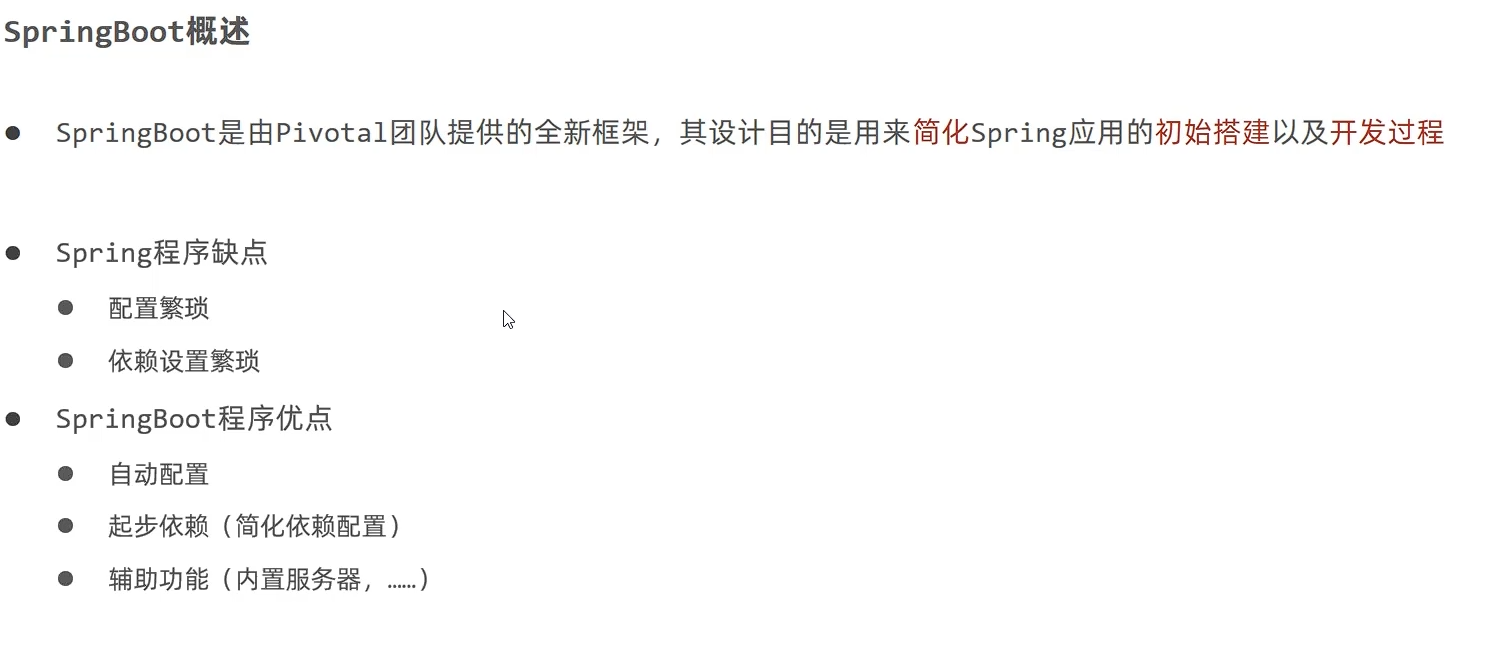 SpringBoot概述
SpringBoot是由Pivotal团队提供的全新框架，其设计目的是用来简化Spring应用的初始搭建以及开发过程
Spring程序缺点
配置繁琐
依赖设置繁琐
SpringBoot程序优点
自动配置
起步依赖（简化依赖配置）
辅助功能（内置服务器，……）